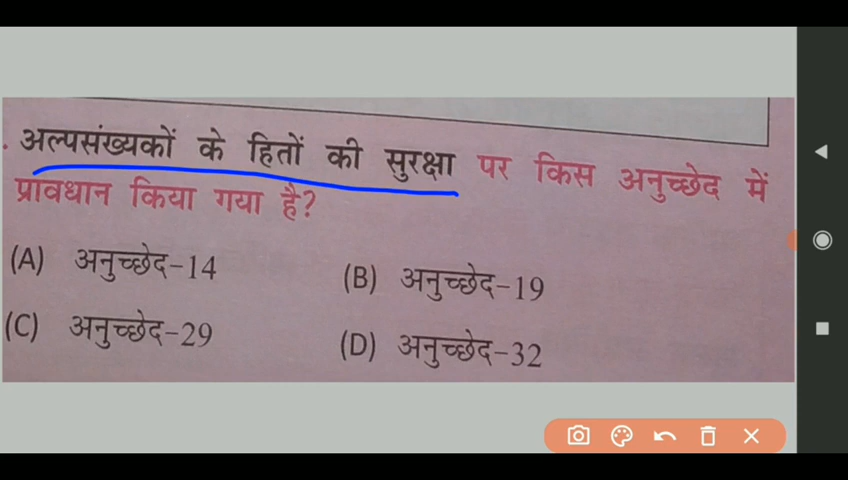 . अल्पसंख्यकों के हितों की सुरक्षा पर किस अनुच्छेद में
प्रावधान किया गया है?
(A) अनुच्छेद-14
(B) अनुच्छेद-19
(C) अनुच्छेद-29
(D) अनुच्छेद-32